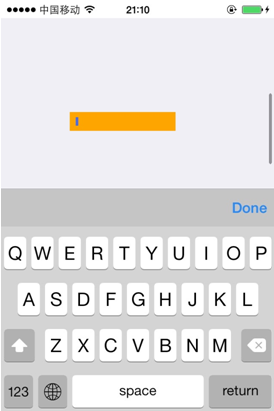 中国移动 21:10
Done
Q W E R T Y U I O P
A S D F G H J K L
Z X C V B N M
123 space return